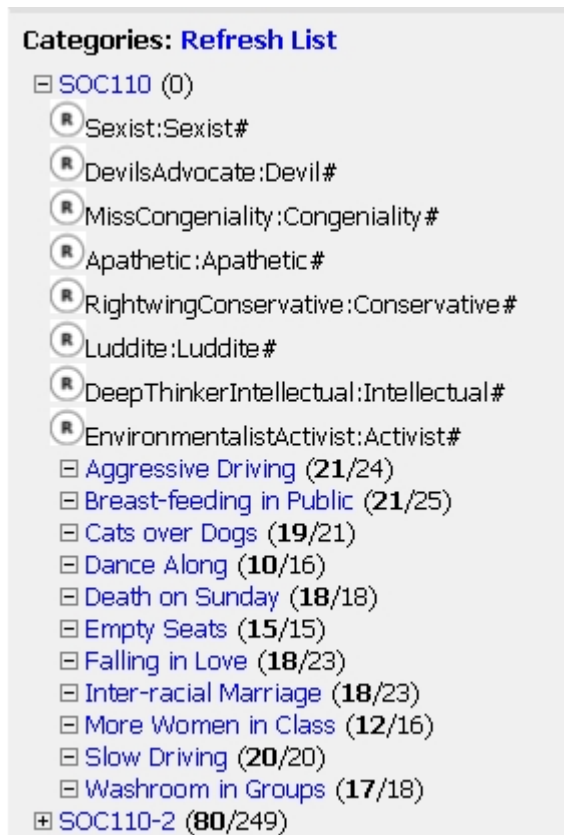 Categories: Refresh List
SOC110 (0)
R Sexist:Sexist#
R DevilsAdvocate:Devil#
R MissCongeniality:Congeniality#
R Apathetic:Apathetic#
R RightwingConservative:Conservative#
R Luddite:Luddite#
R DeepThinkerIntellectual:Intellectual#
R EnvironmentalistActivist:Activist#
Aggressive Driving (21/24)
Breast-feeding in Public (21/25)
Cats over Dogs (19/21)
Dance Along (10/16)
Death on Sunday (18/18)
Empty Seats (15/15)
Falling in Love (18/23)
Inter-racial Marriage (18/23)
More Women in Class (12/16)
Slow Driving (20/20)
Washroom in Groups (17/18)
SOC110-2 (80/249)